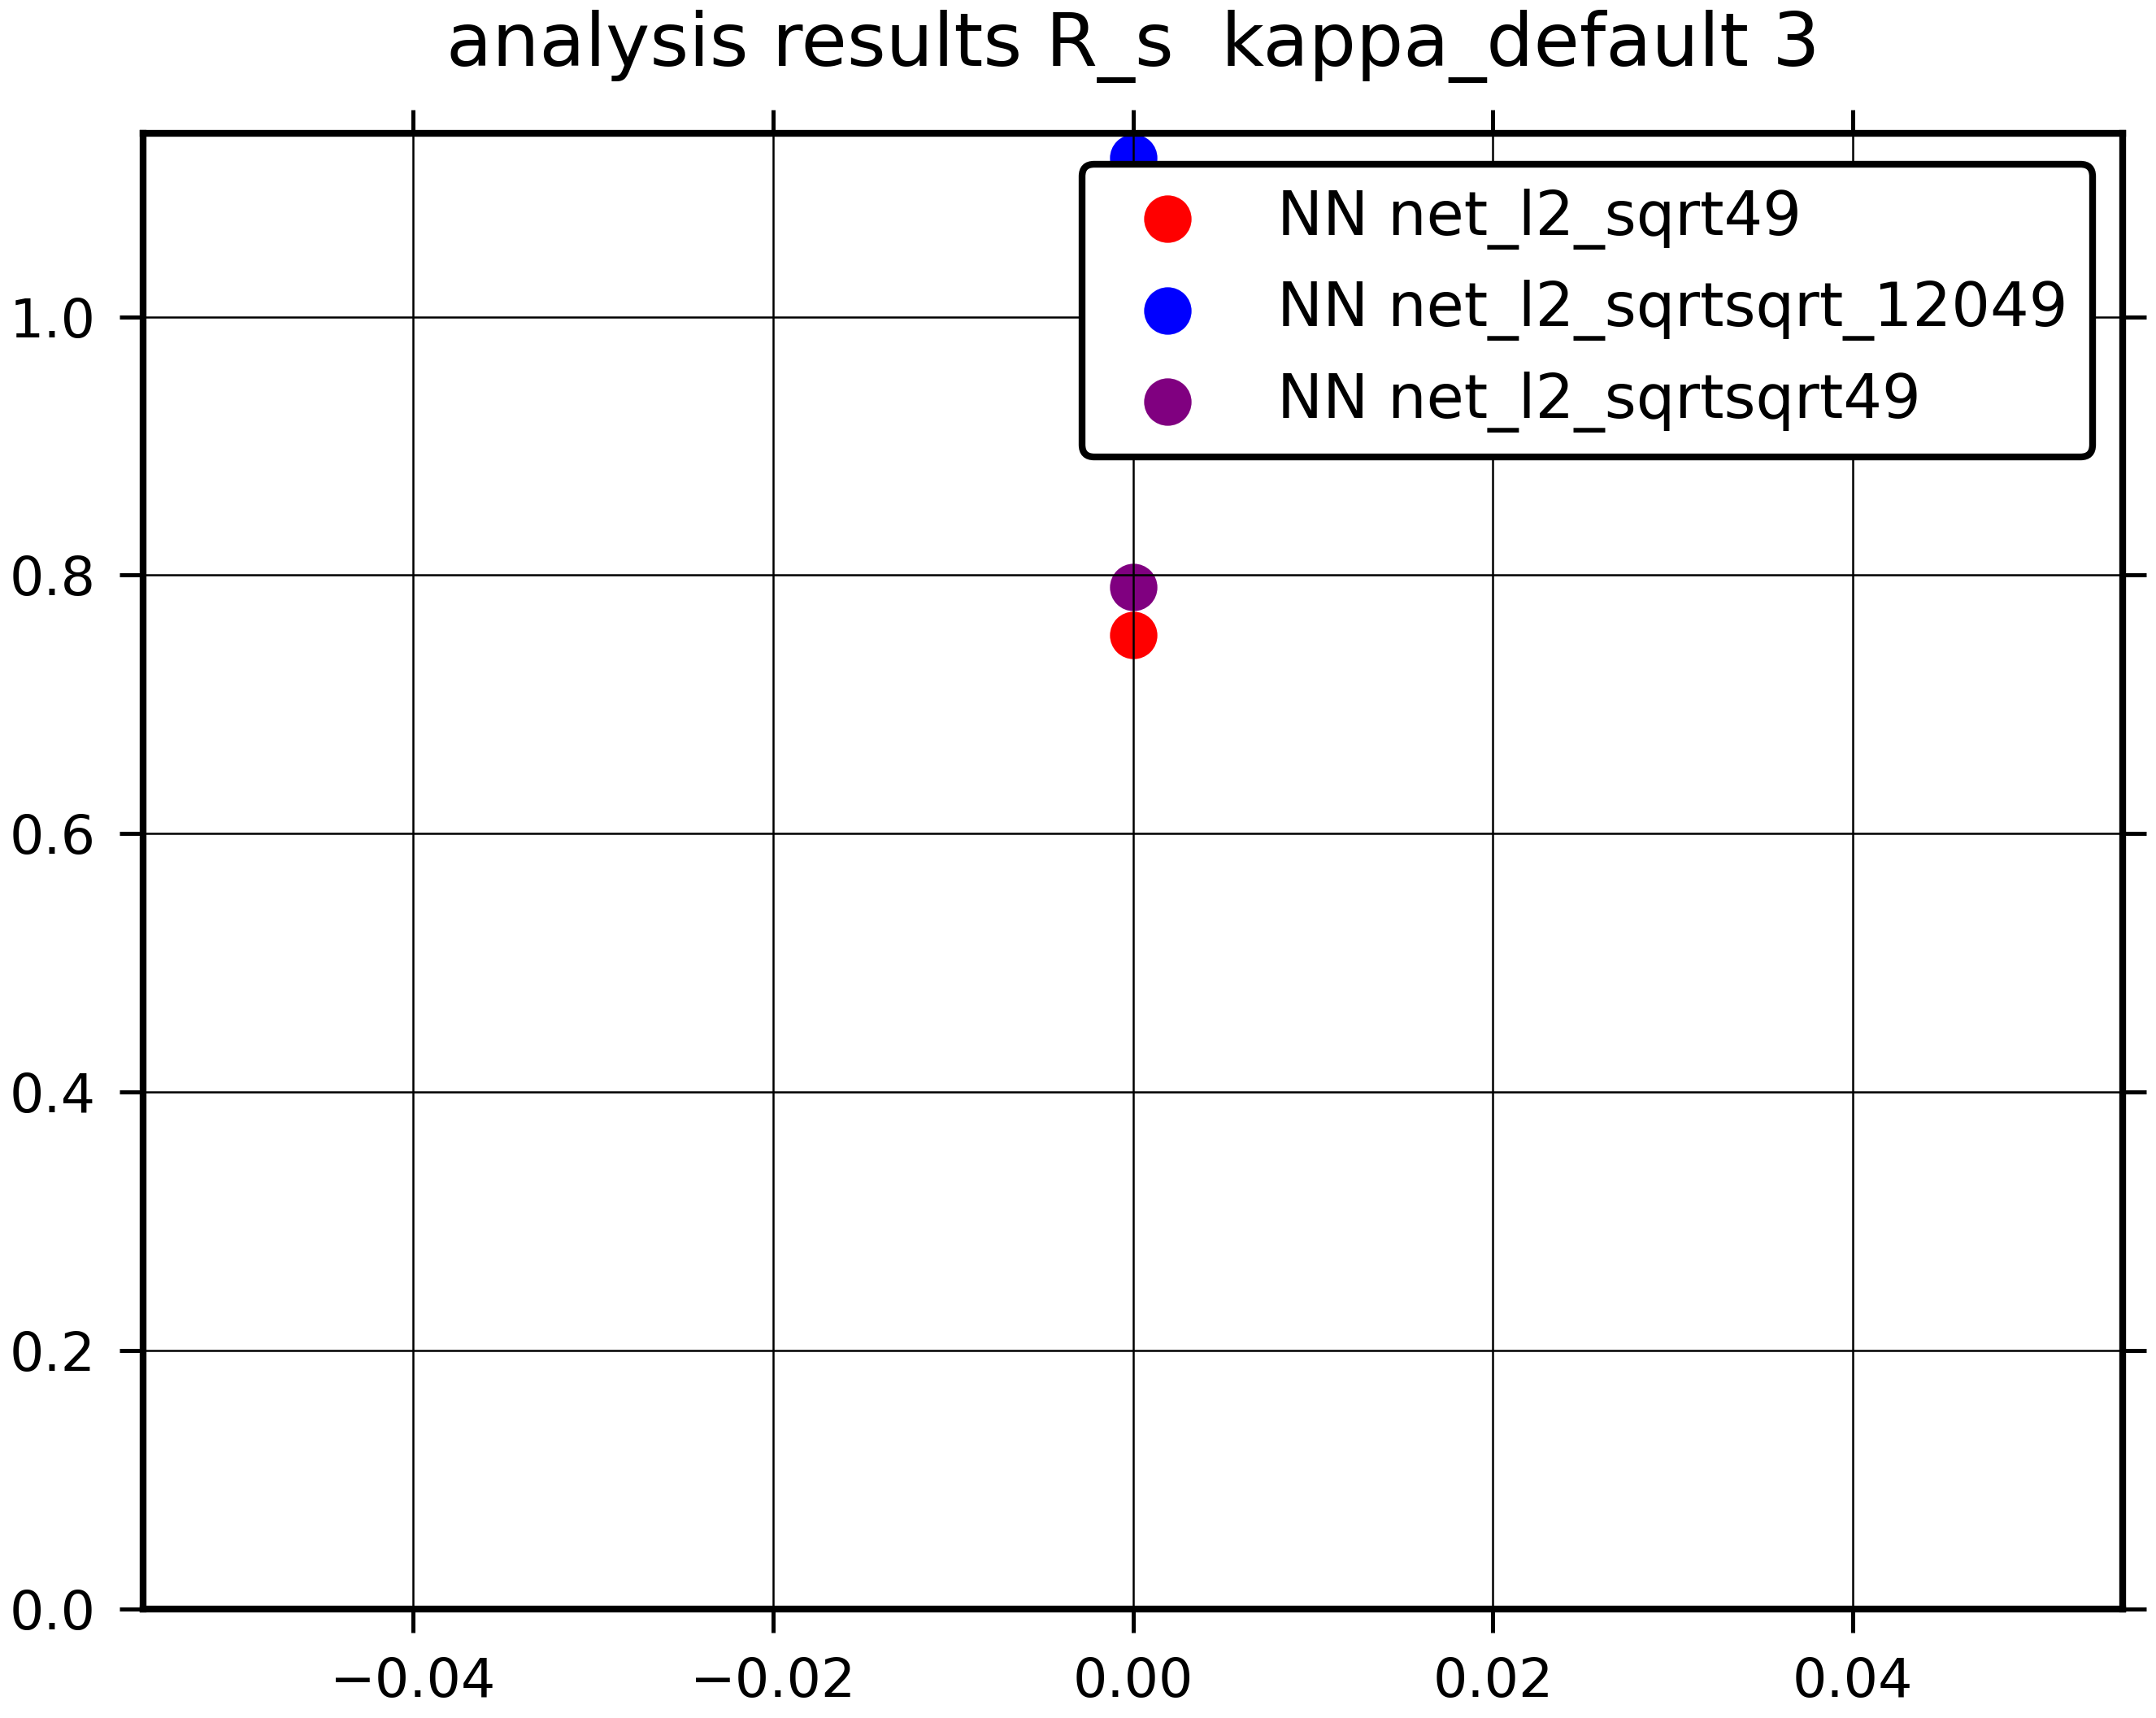 analysis results R_s  kappa_default 3
NN net_l2_sqrt49
NN net_l2_sqrtsqrt_12049
NN net_l2_sqrtsqrt49
1.0
0.8
0.6
0.4
0.2
0.0
−0.04 −0.02 0.00 0.02 0.04